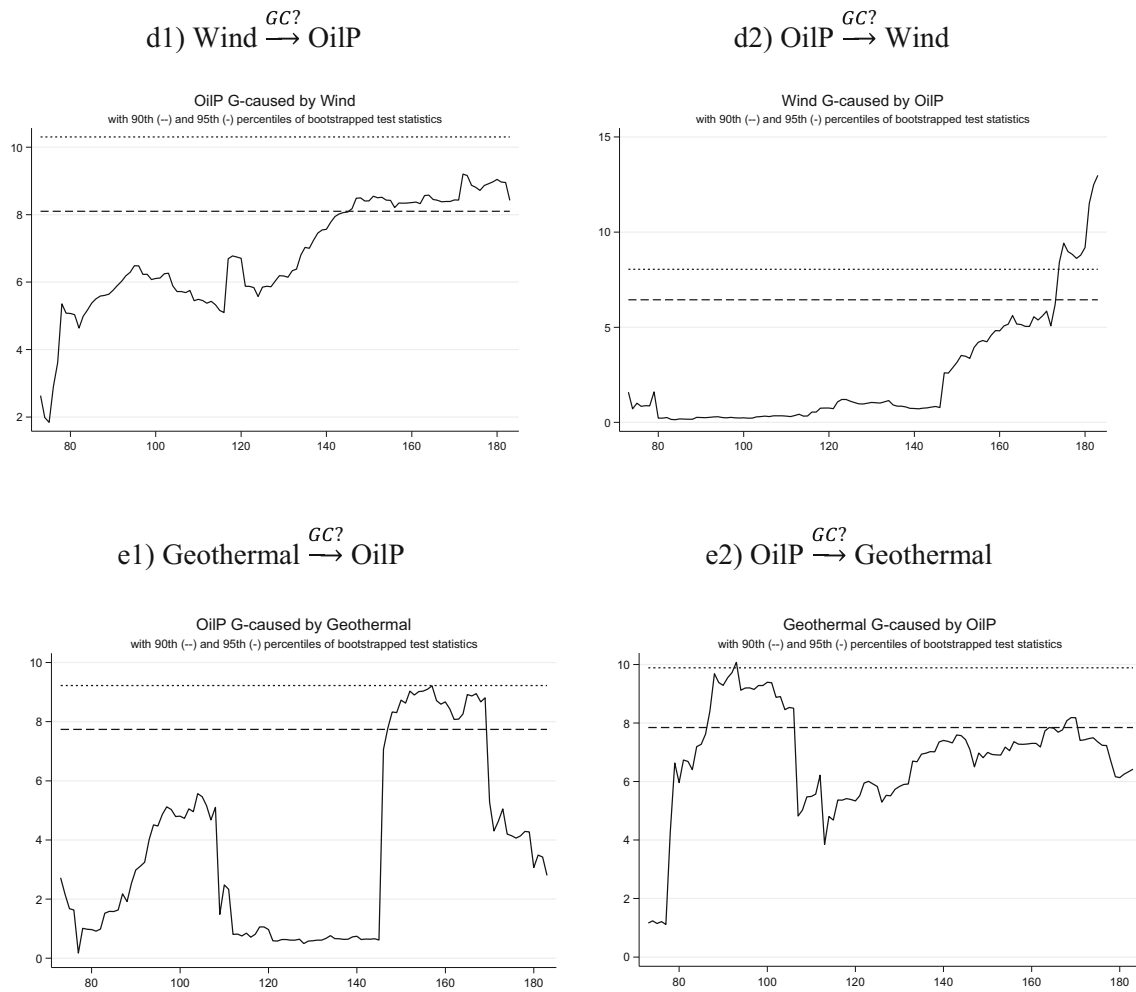 GC?
d1) Wind ⟶ OilP
OilP G-caused by Wind
with 90th (--) and 95th (-) percentiles of bootstrapped test statistics
10
8
6
4
2
80 100 120 140 160 180
GC?
d2) OilP ⟶ Wind
Wind G-caused by OilP
with 90th (--) and 95th (-) percentiles of bootstrapped test statistics
15
10
5
0
80 100 120 140 160 180
GC?
e1) Geothermal ⟶ OilP
OilP G-caused by Geothermal
with 90th (--) and 95th (-) percentiles of bootstrapped test statistics
10
8
6
4
2
0
80 100 120 140 160 180
GC?
e2) OilP ⟶ Geothermal
Geothermal G-caused by OilP
with 90th (--) and 95th (-) percentiles of bootstrapped test statistics
10
8
6
4
2
0
80 100 120 140 160 180